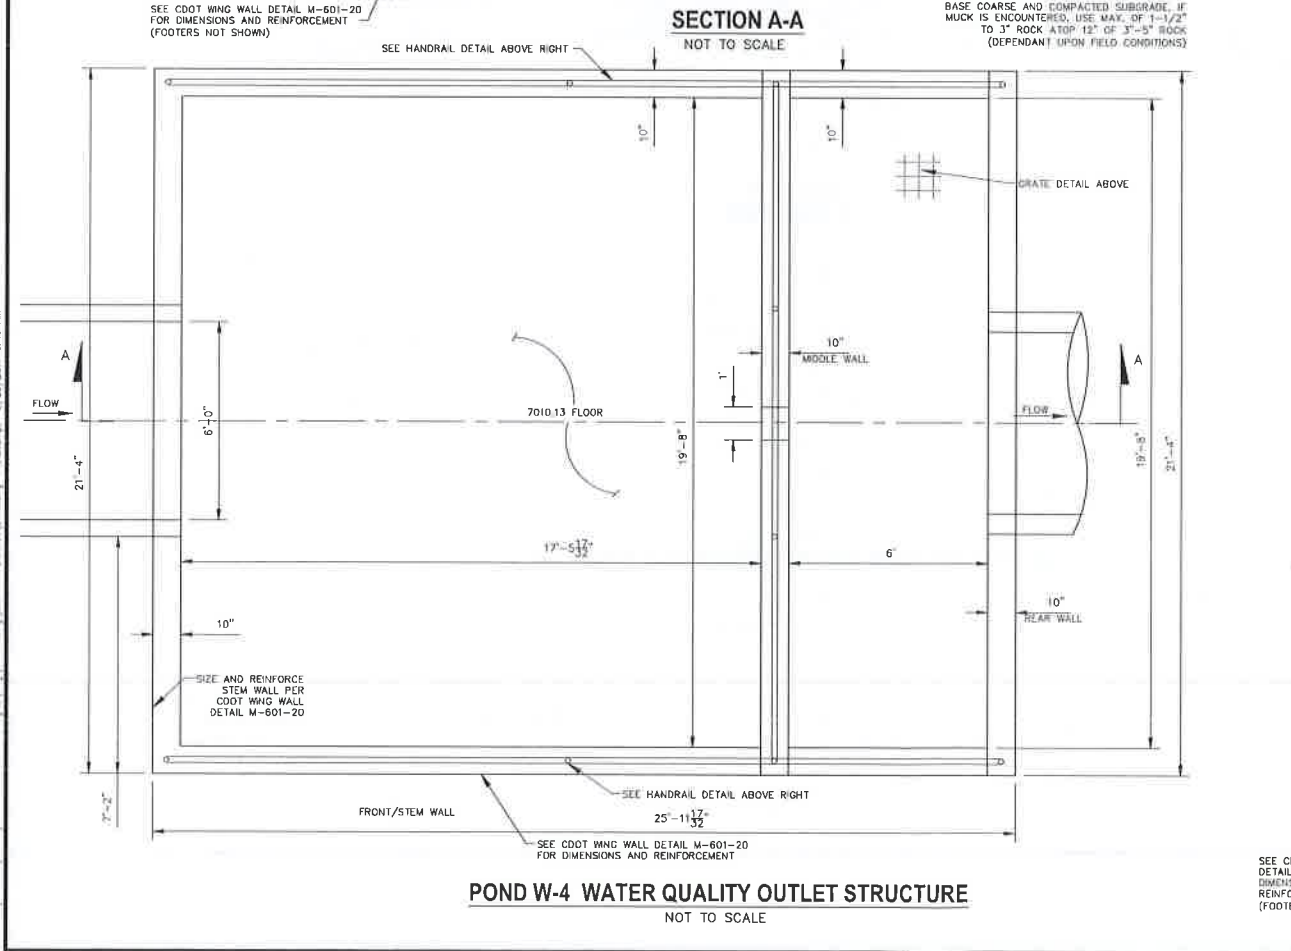 SEE CDOT WING WALL DETAIL M-601-20
FOR DIMENSIONS AND REINFORCEMENT
(FOOTERS NOT SHOWN)
SECTION A-A
NOT TO SCALE
BASE COARSE AND COMPACTED SUBGRADE. IF
MUCK IS ENCOUNTERED, USE MAX. OF 1-1/2"
TO 3" ROCK ATOP 12" OF 3"-5" ROCK
(DEPENDANT UPON FIELD CONDITIONS)
SEE HANDRAIL DETAIL ABOVE RIGHT
10"
10"
GRATE DETAIL ABOVE
A
10"
MIDDLE WALL
A
1'
FLOW
7010.13 FLOOR
FLOW
6'-0"
21'-4"
19'-8"
19'-8"
21'-4"
17'-5 17/32"
6'
10"
REAR WALL
10"
SIZE AND REINFORCE
STEM WALL PER
CDOT WING WALL
DETAIL M-601-20
SEE HANDRAIL DETAIL ABOVE RIGHT
7'-2"
FRONT/STEM WALL
25'-11 17/32"
SEE CDOT WING WALL DETAIL M-601-20
FOR DIMENSIONS AND REINFORCEMENT
POND W-4 WATER QUALITY OUTLET STRUCTURE
NOT TO SCALE
SEE C
DETAIL
DIMENS
REINFO
(FOOTE